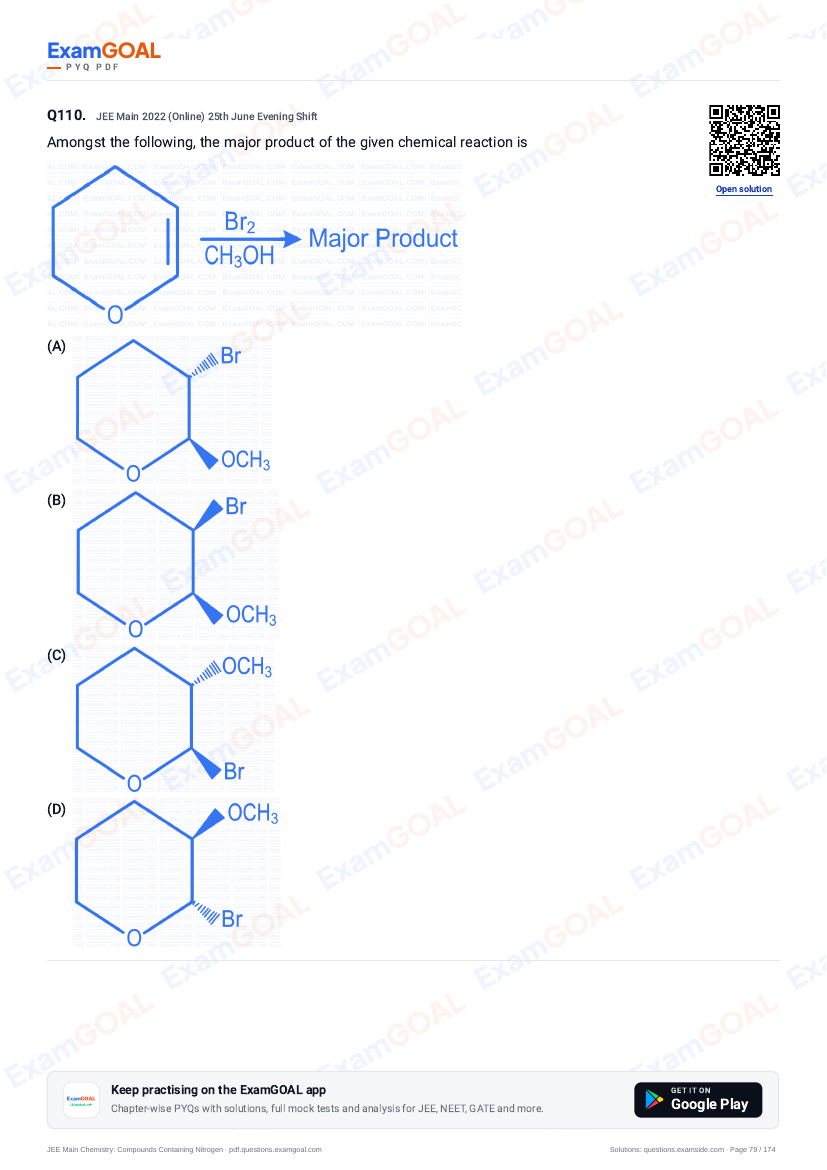 ExamGOAL
PYQ PDF
Q110. JEE Main 2022 (Online) 25th June Evening Shift
Amongst the following, the major product of the given chemical reaction is
Open solution
Br2
CH3OH
Major Product
O
(A)
Br
OCH3
O
(B)
Br
OCH3
O
(C)
OCH3
Br
O
(D)
OCH3
Br
O
Keep practising on the ExamGOAL app
Chapter-wise PYQs with solutions, full mock tests and analysis for JEE, NEET, GATE and more.
GET IT ON
Google Play
JEE Main Chemistry: Compounds Containing Nitrogen · pdf.questions.examgoal.com
Solutions: questions.examside.com · Page 79 / 174